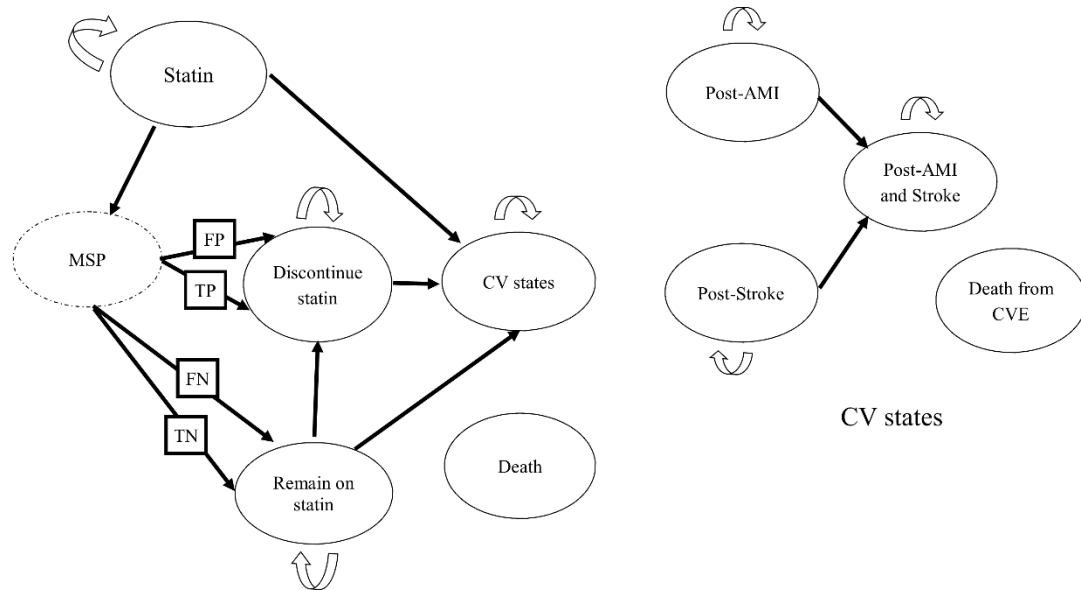 Statin
MSP
FP
TP
Discontinue
statin
CV states
FN
TN
Remain on
statin
Death
Post-AMI
Post-AMI
and Stroke
Post-Stroke
Death from
CVE
CV states